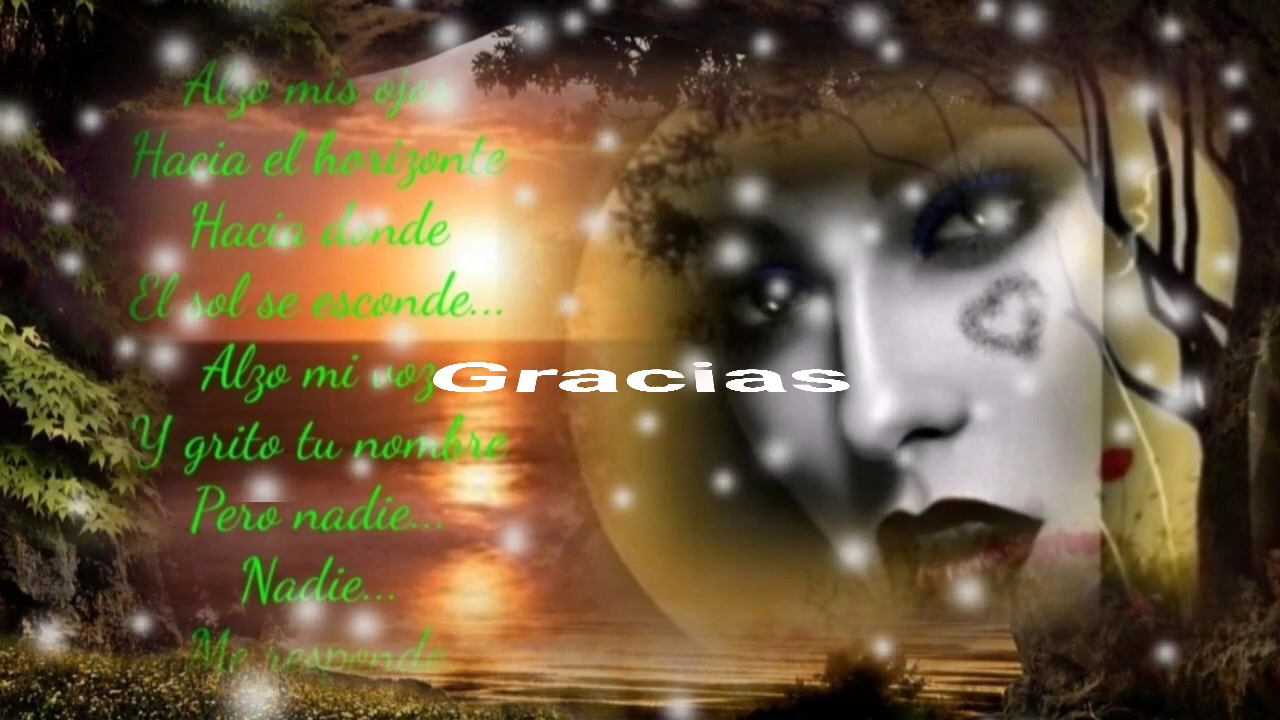 Alzo mis ojos
Hacia el horizonte
Hacia donde
El sol se esconde...
Alzo mi voz
Gracias
Y grito tu nombre
Pero nadie...
Nadie...
Me responde